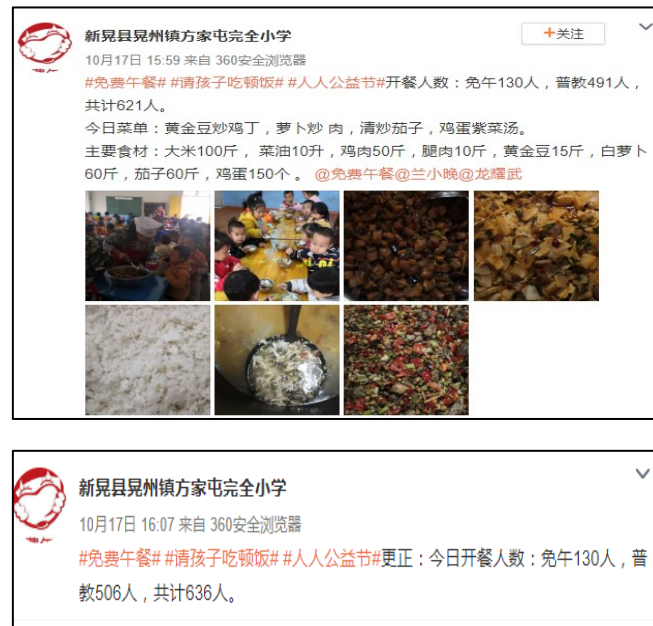 新晃县晃州镇方家屯完全小学
+关注
10月17日 15:59 来自 360安全浏览器
#免费午餐# #请孩子吃顿饭# #人人公益节#开餐人数：免午130人，普教491人，
共计621人。
今日菜单：黄金豆炒鸡丁，萝卜炒 肉，清炒茄子，鸡蛋紫菜汤。
主要食材：大米100斤， 菜油10升，鸡肉50斤，腿肉10斤，黄金豆15斤，白萝卜
60斤，茄子60斤，鸡蛋150个 。 @免费午餐@兰小晚@龙耀武
新晃县晃州镇方家屯完全小学
10月17日 16:07 来自 360安全浏览器
#免费午餐# #请孩子吃顿饭# #人人公益节#更正：今日开餐人数：免午130人，普
教506人，共计636人。